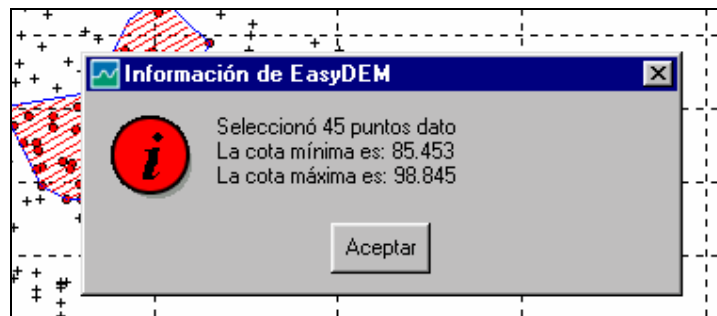 Información de EasyDEM
Seleccionó 45 puntos dato
La cota mínima es: 85.453
La cota máxima es: 98.845
Aceptar